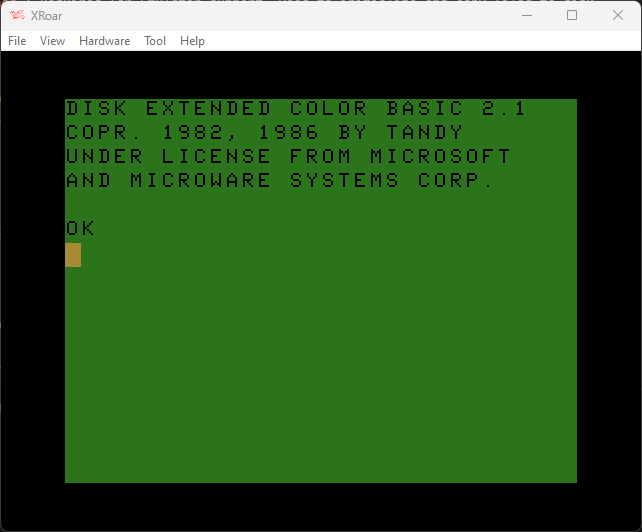 XRoar
File View Hardware Tool Help
DISK EXTENDED COLOR BASIC 2.1
COPR. 1982, 1986 BY TANDY
UNDER LICENSE FROM MICROSOFT
AND MICROWARE SYSTEMS CORP.
OK